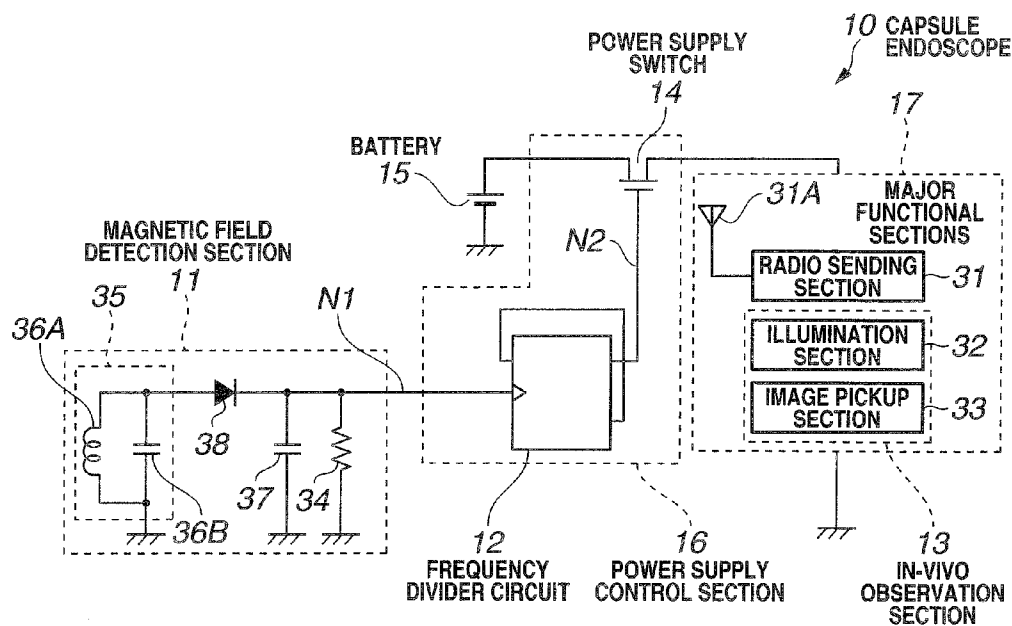 10 CAPSULE
ENDOSCOPE
POWER SUPPLY
SWITCH
14
17
BATTERY
15
31A
MAJOR
FUNCTIONAL
SECTIONS
MAGNETIC FIELD
DETECTION SECTION
11
N2
RADIO SENDING
SECTION
31
35
N1
36A
ILLUMINATION
SECTION
32
IMAGE PICKUP
SECTION
33
38
37
34
36B
12
FREQUENCY
DIVIDER CIRCUIT
16
POWER SUPPLY
CONTROL SECTION
13
IN-VIVO
OBSERVATION
SECTION